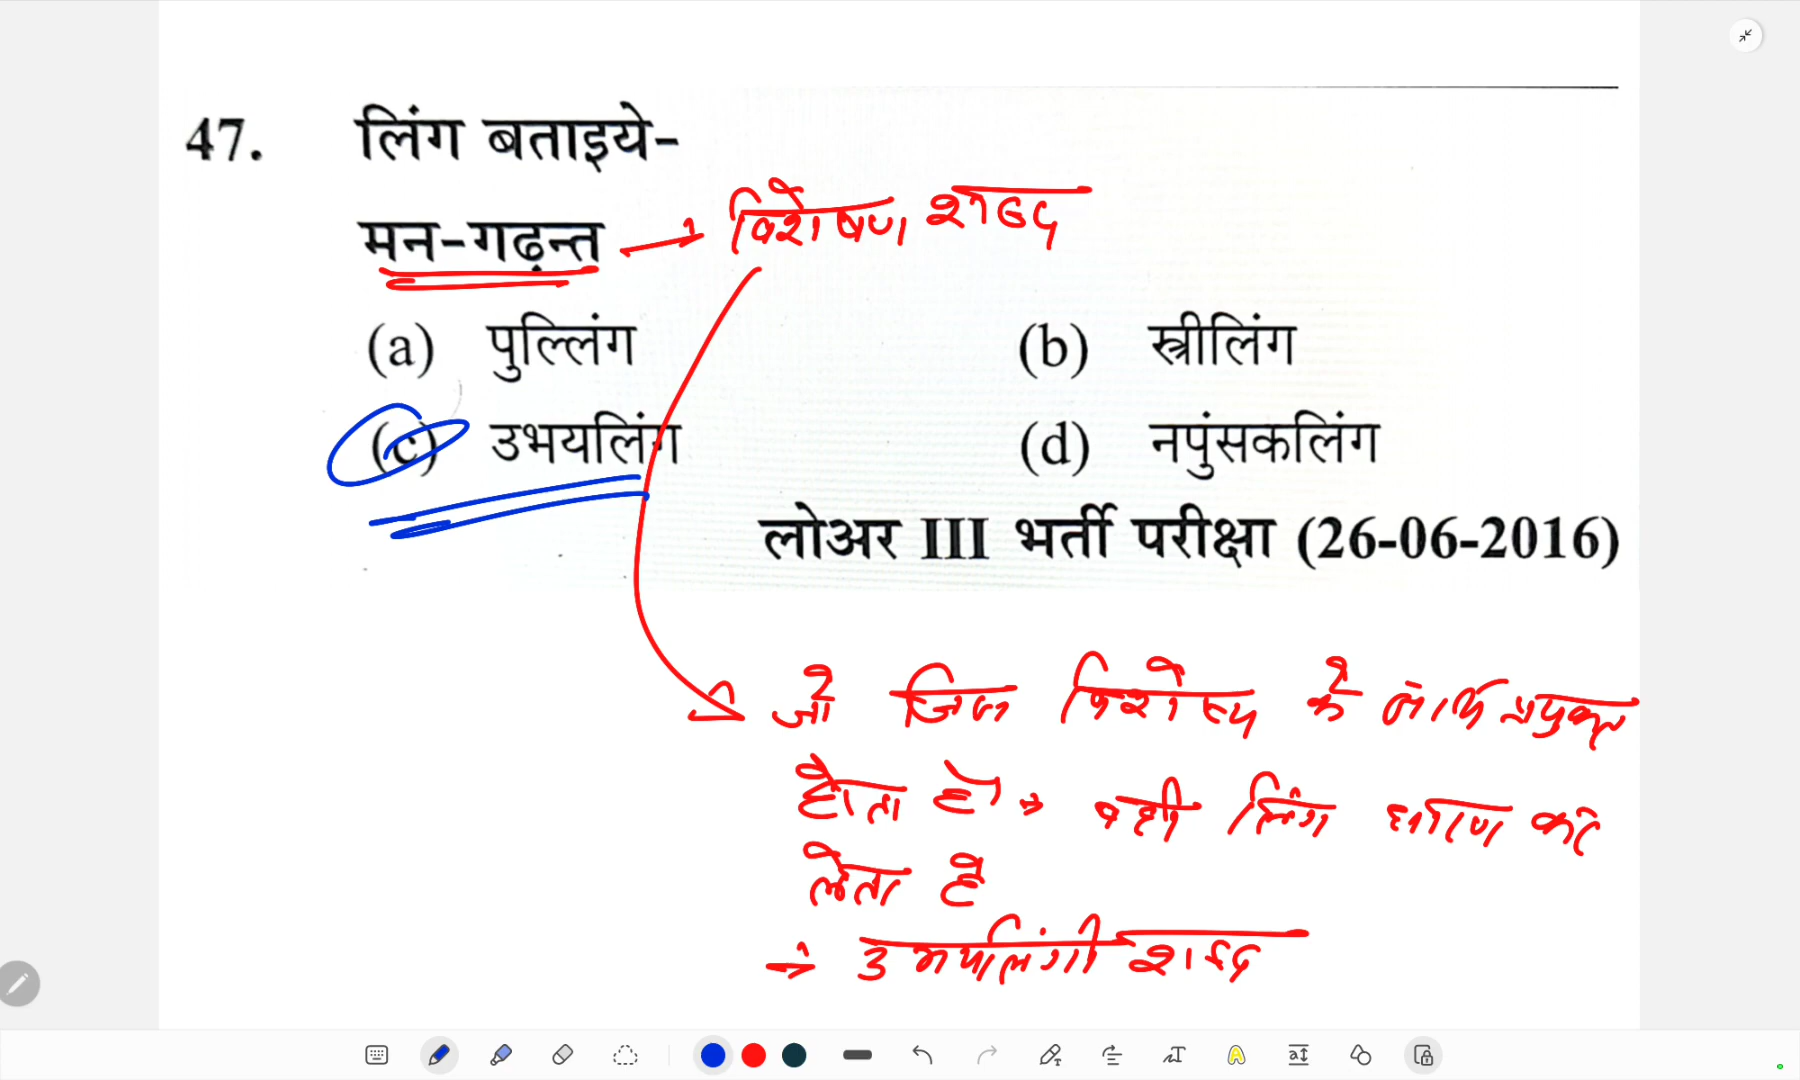 47. लिंग बताइये-
मन-गढ़न्त → विशेषण शब्द
(a) पुल्लिंग (b) स्त्रीलिंग
(c) उभयलिंग (d) नपुंसकलिंग
लोअर III भर्ती परीक्षा (26-06-2016)
जो जिस विशेष्य के साथ प्रयुक्त
होता है → वही लिंग धारण कर
लेता है
→ उभयलिंगी शब्द